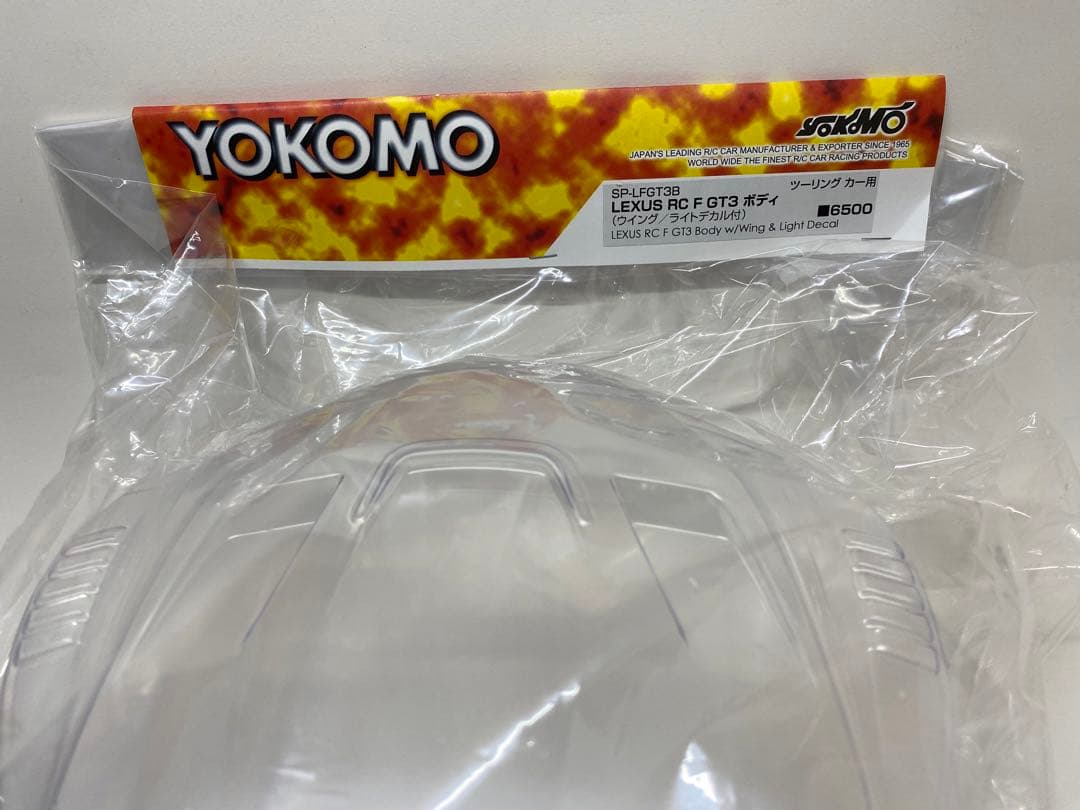 YOKOMO
YOKOMO
JAPAN'S LEADING R/C CAR MANUFACTURER & EXPORTER SINCE 1965
WORLD WIDE THE FINEST R/C CAR RACING PRODUCTS
SP-LFGT3B ツーリング カー用
LEXUS RC F GT3 ボディ
(ウイング/ライトデカル付) ■6500
LEXUS RC F GT3 Body w/Wing & Light Decal